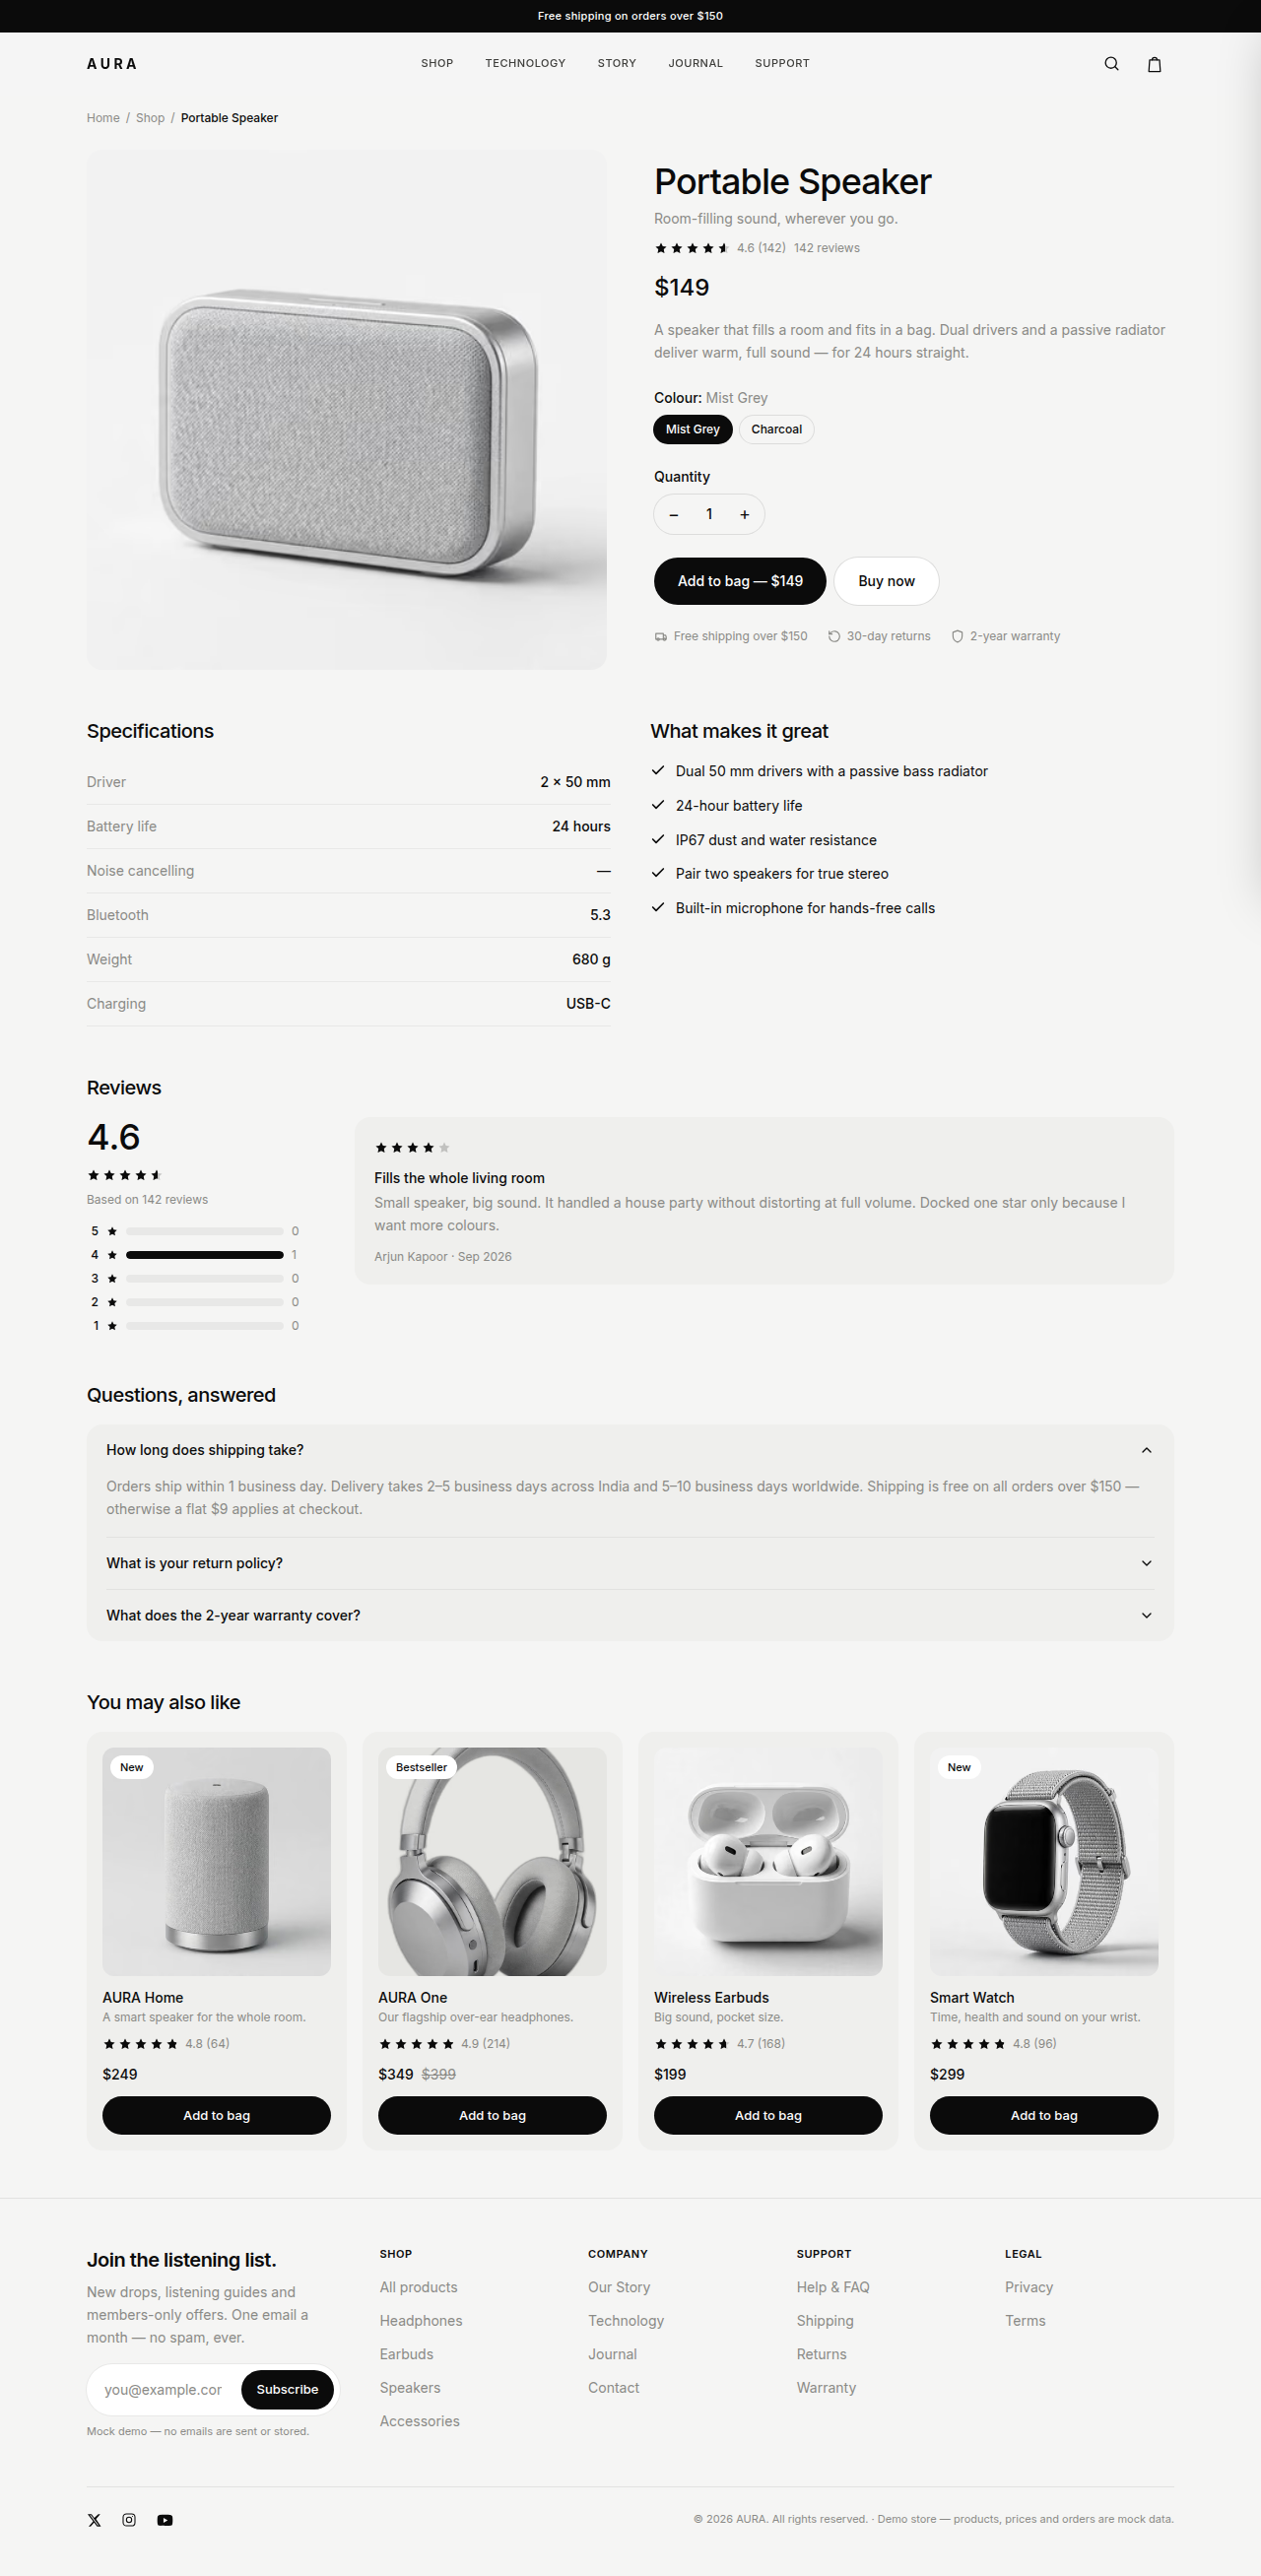 Free shipping on orders over $150
AURA
SHOP TECHNOLOGY STORY JOURNAL SUPPORT
Home / Shop / Portable Speaker
Portable Speaker
Room-filling sound, wherever you go.
4.6 (142) 142 reviews
$149
A speaker that fills a room and fits in a bag. Dual drivers and a passive radiator
deliver warm, full sound — for 24 hours straight.
Colour: Mist Grey
Mist Grey Charcoal
Quantity
− 1 +
Add to bag — $149 Buy now
Free shipping over $150 30-day returns 2-year warranty
Specifications
Driver 2 × 50 mm
Battery life 24 hours
Noise cancelling —
Bluetooth 5.3
Weight 680 g
Charging USB-C
What makes it great
Dual 50 mm drivers with a passive bass radiator
24-hour battery life
IP67 dust and water resistance
Pair two speakers for true stereo
Built-in microphone for hands-free calls
Reviews
4.6
Based on 142 reviews
5 0
4 1
3 0
2 0
1 0
Fills the whole living room
Small speaker, big sound. It handled a house party without distorting at full volume. Docked one star only because I
want more colours.
Arjun Kapoor · Sep 2026
Questions, answered
How long does shipping take?
Orders ship within 1 business day. Delivery takes 2–5 business days across India and 5–10 business days worldwide. Shipping is free on all orders over $150 —
otherwise a flat $9 applies at checkout.
What is your return policy?
What does the 2-year warranty cover?
You may also like
New
AURA Home
A smart speaker for the whole room.
4.8 (64)
$249
Add to bag
Bestseller
AURA One
Our flagship over-ear headphones.
4.9 (214)
$349 $399
Add to bag
Wireless Earbuds
Big sound, pocket size.
4.7 (168)
$199
Add to bag
New
Smart Watch
Time, health and sound on your wrist.
4.8 (96)
$299
Add to bag
Join the listening list.
New drops, listening guides and
members-only offers. One email a
month — no spam, ever.
you@example.cor Subscribe
Mock demo — no emails are sent or stored.
SHOP
All products
Headphones
Earbuds
Speakers
Accessories
COMPANY
Our Story
Technology
Journal
Contact
SUPPORT
Help & FAQ
Shipping
Returns
Warranty
LEGAL
Privacy
Terms
© 2026 AURA. All rights reserved. · Demo store — products, prices and orders are mock data.